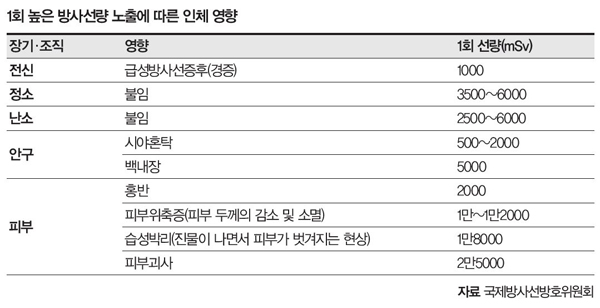 1회 높은 방사선량 노출에 따른 인체 영향
장기·조직 영향 1회 선량(mSv)
전신 급성방사선증후(경증) 1000
정소 불임 3500~6000
난소 불임 2500~6000
안구 시야혼탁 500~2000
백내장 5000
피부 홍반 2000
피부위축증(피부 두께의 감소 및 소멸) 1만~1만2000
습성박리(진물이 나면서 피부가 벗겨지는 현상) 1만8000
피부괴사 2만5000
자료 국제방사선방호위원회